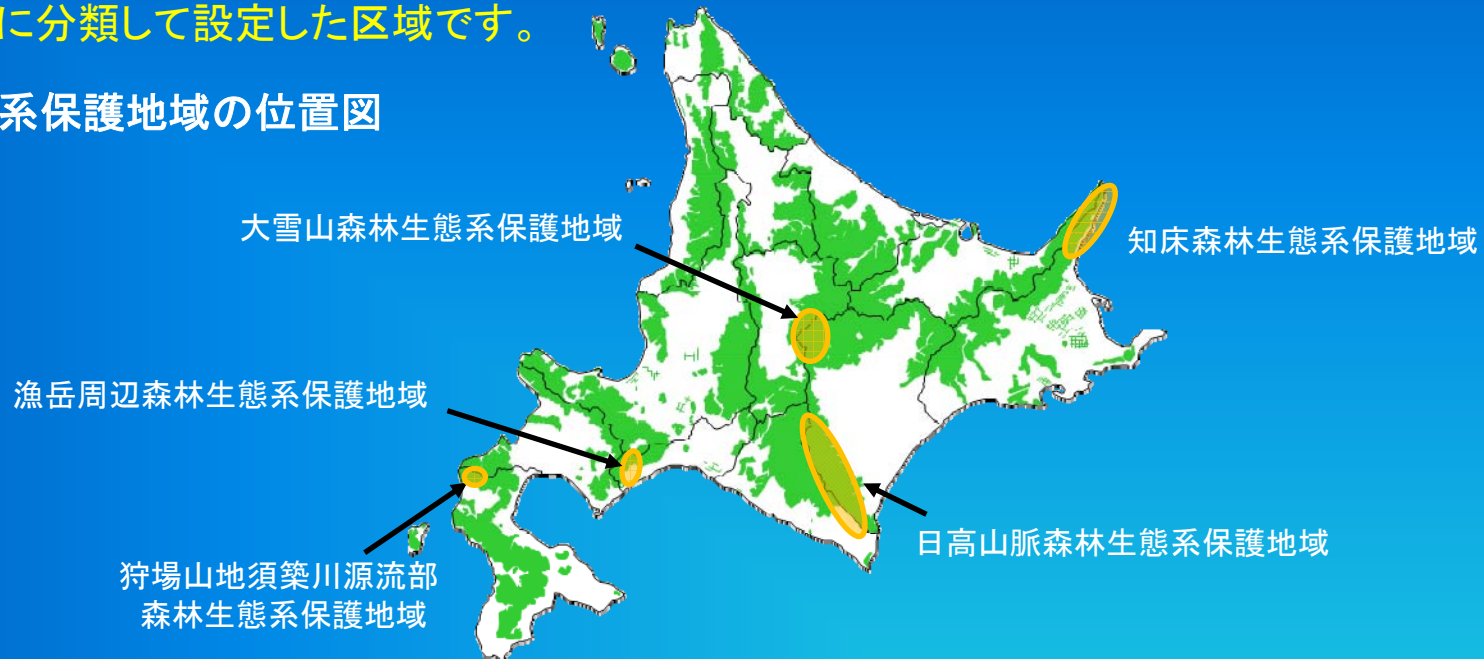 に分類して設定した区域です。
系保護地域の位置図
大雪山森林生態系保護地域
知床森林生態系保護地域
漁岳周辺森林生態系保護地域
日高山脈森林生態系保護地域
狩場山地須築川源流部
森林生態系保護地域